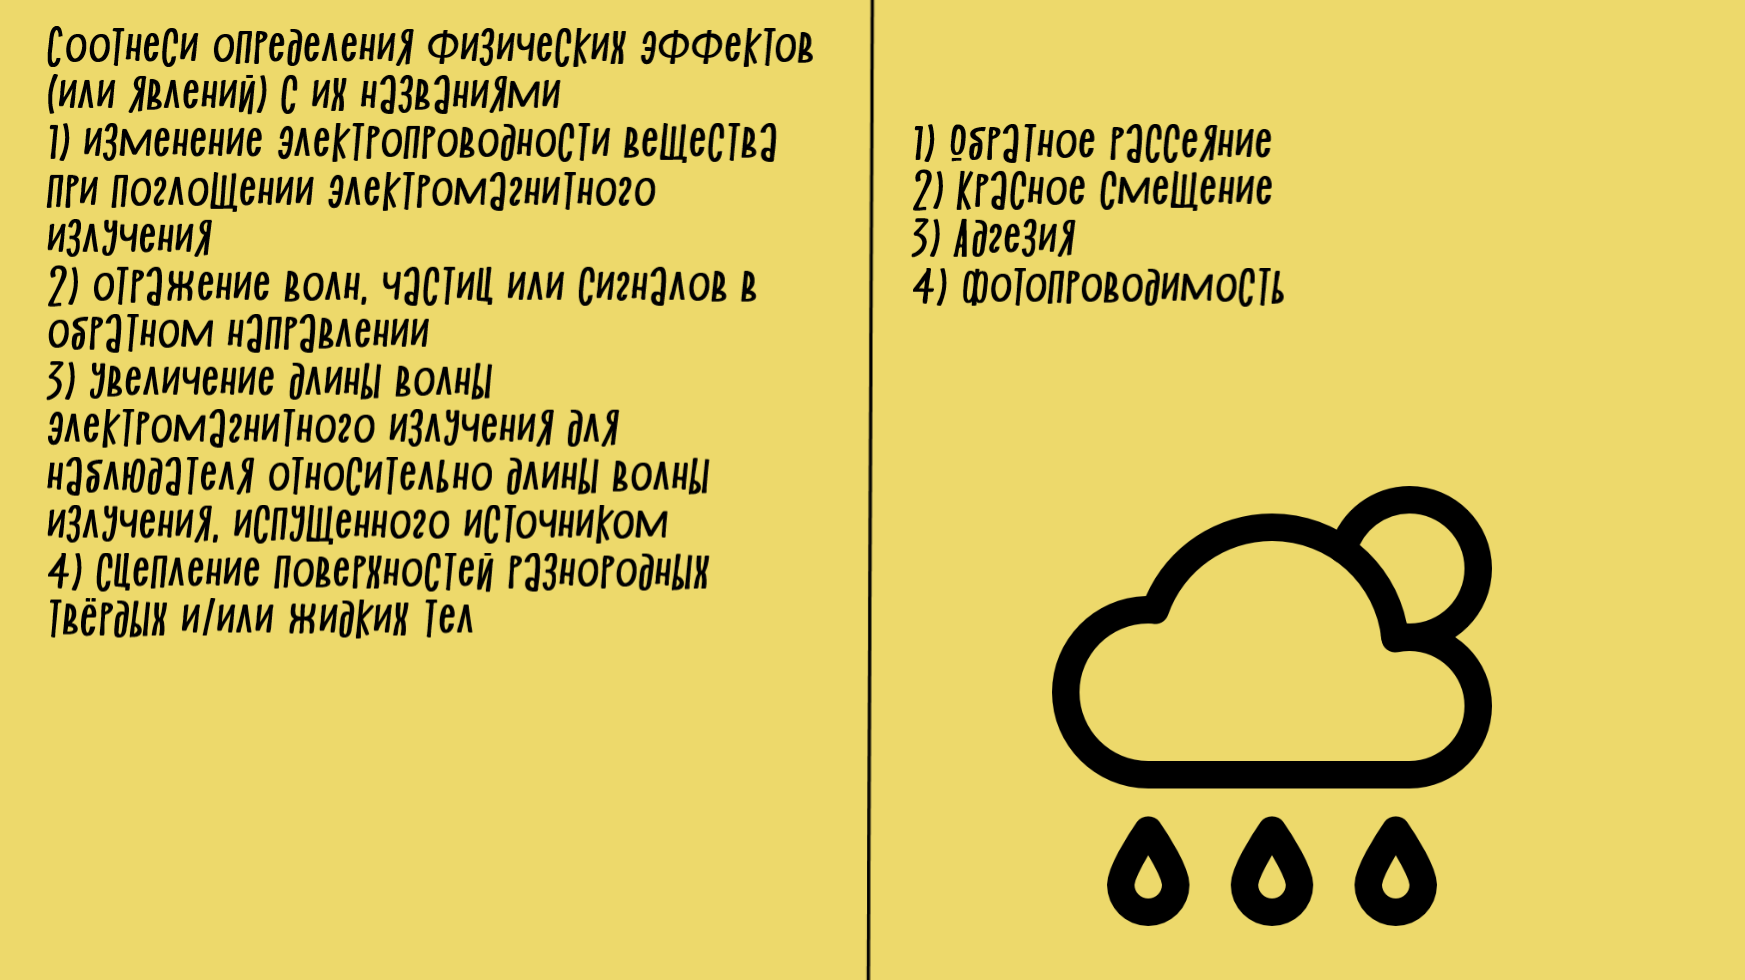 Соотнеси определения физических эффектов
(или явлений) с их названиями
1) изменение электропроводности вещества
при поглощении электромагнитного
излучения
2) отражение волн, частиц или сигналов в
обратном направлении
3) увеличение длины волны
электромагнитного излучения для
наблюдателя относительно длины волны
излучения, испущенного источником
4) сцепление поверхностей разнородных
твёрдых и/или жидких тел
1) Обратное рассеяние
2) Красное смещение
3) Адгезия
4) Фотопроводимость